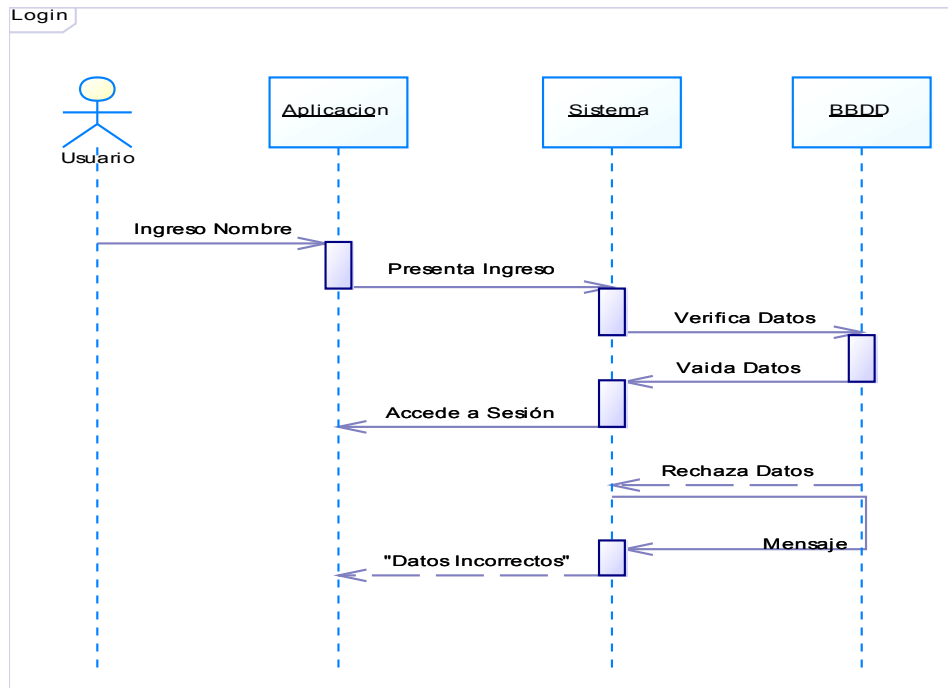 Login
Usuario
Aplicacion
Sistema
BBDD
Ingreso Nombre
Presenta Ingreso
Verifica Datos
Vaida Datos
Accede a Sesión
Rechaza Datos
Mensaje
"Datos Incorrectos"